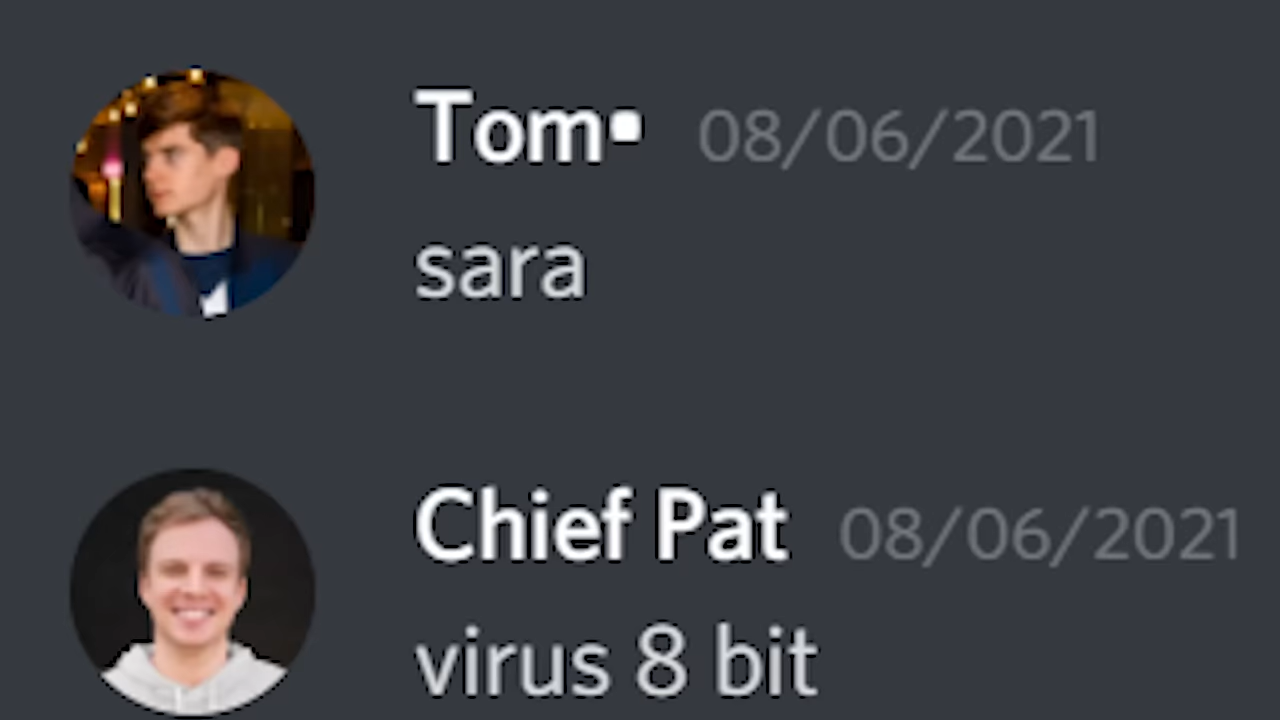 Tom▪ 08/06/2021
sara
Chief Pat 08/06/2021
virus 8 bit